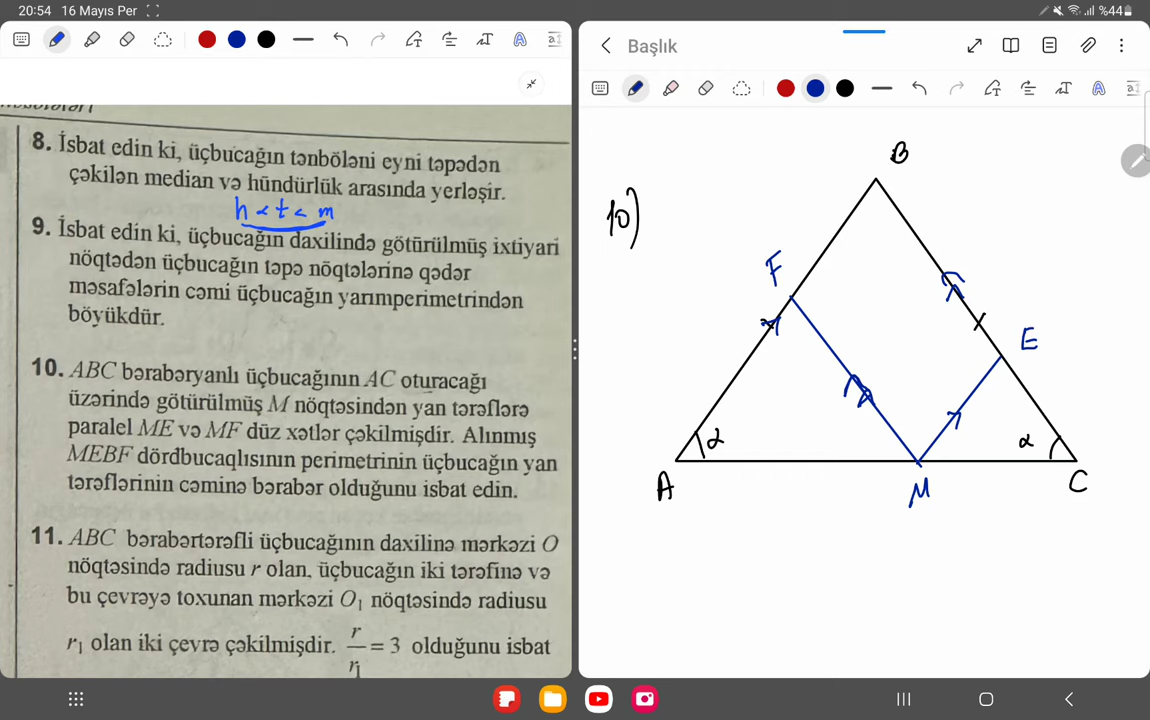 20:54 16 Mayıs Per
%44
8. İsbat edin ki, üçbucağın tənböləni eyni təpədən
çəkilən median və hündürlük arasında yerləşir.
h < t < m
9. İsbat edin ki, üçbucağın daxilində götürülmüş ixtiyari
nöqtədən üçbucağın təpə nöqtələrinə qədər
məsafələrin cəmi üçbucağın yarımperimetrindən
böyükdür.
10. ABC bərabəryanlı üçbucağının AC oturacağı
üzərində götürülmüş M nöqtəsindən yan tərəflərə
paralel ME və MF düz xətlər çəkilmişdir. Alınmış
MEBF dördbucaqlısının perimetrinin üçbucağın yan
tərəflərinin cəminə bərabər olduğunu isbat edin.
11. ABC bərabərtərəfli üçbucağının daxilinə mərkəzi O
nöqtəsində radiusu r olan, üçbucağın iki tərəfinə və
bu çevrəyə toxunan mərkəzi O₁ nöqtəsində radiusu
r₁ olan iki çevrə çəkilmişdir. r/r₁ = 3 olduğunu isbat
Başlık
10)
B
F
E
α
α
A
M
C